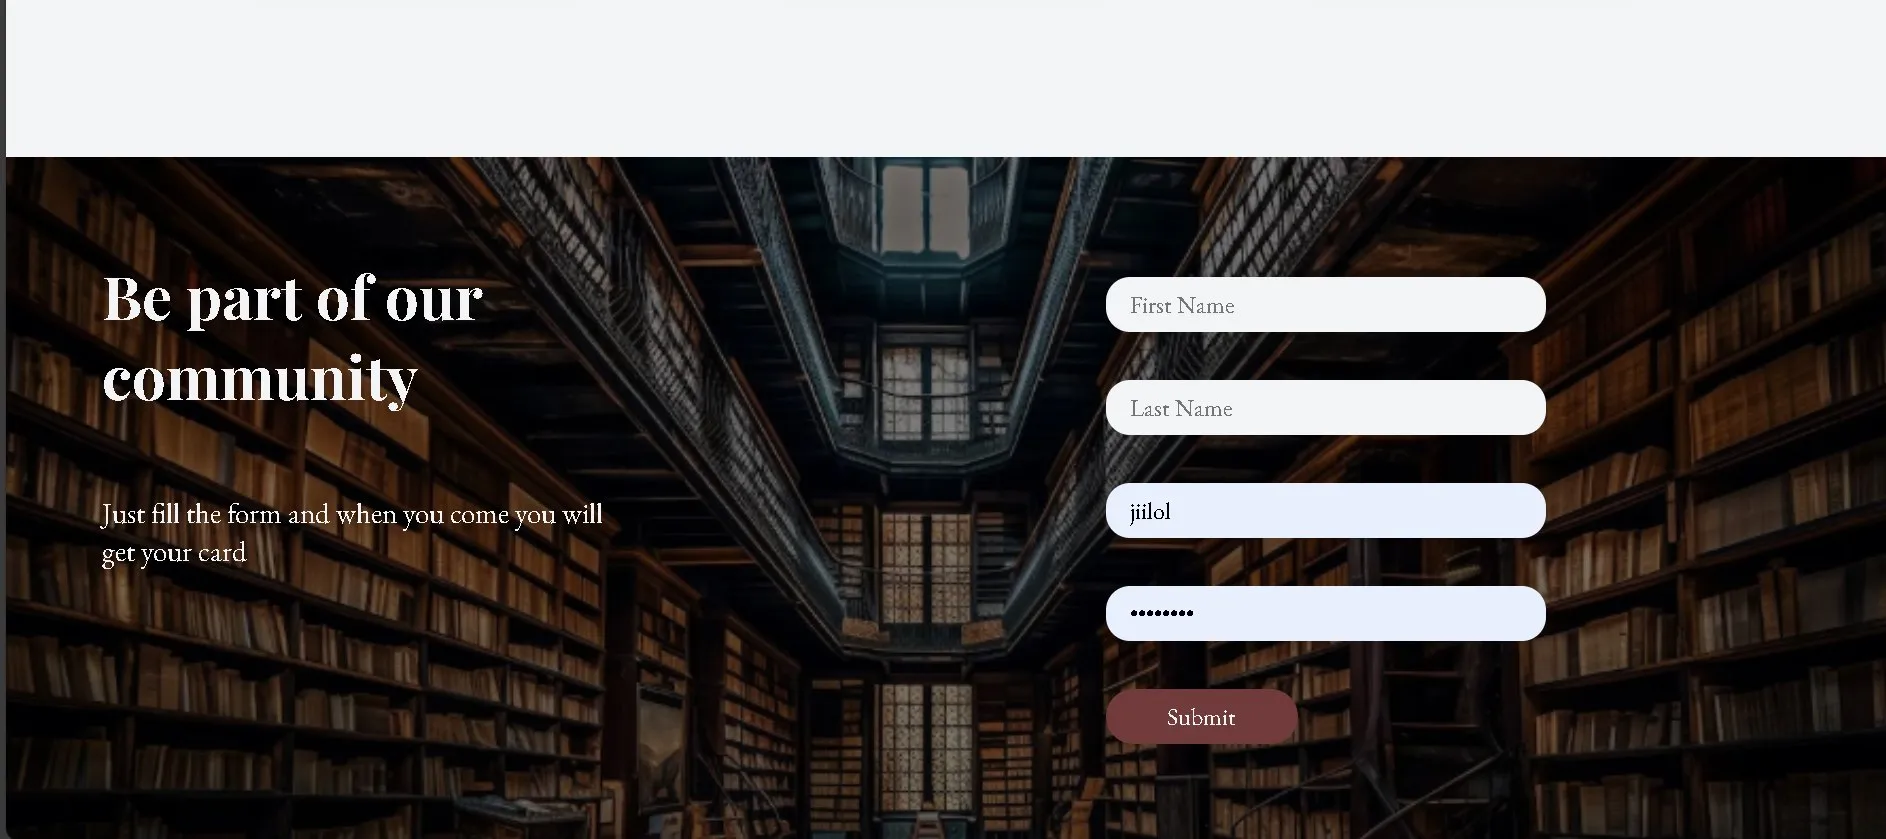 Be part of our
community
Just fill the form and when you come you will
get your card
First Name
Last Name
jiilol
••••••••
Submit